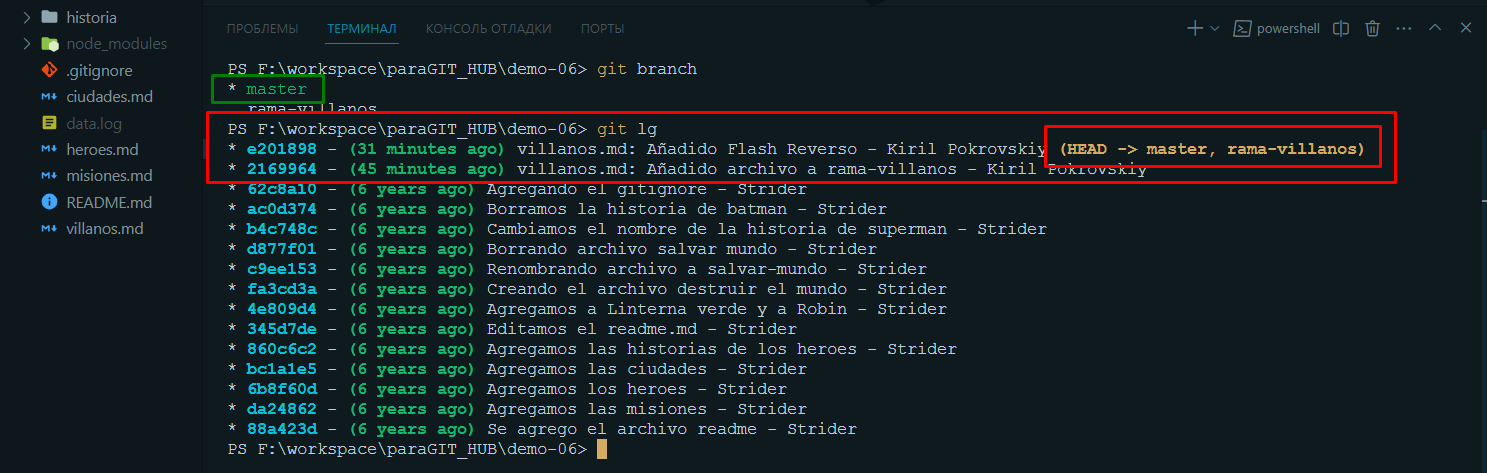 historia
node_modules
.gitignore
ciudades.md
data.log
heroes.md
misiones.md
README.md
villanos.md
ПРОБЛЕМЫ ТЕРМИНАЛ КОНСОЛЬ ОТЛАДКИ ПОРТЫ
powershell
PS F:\workspace\paraGIT_HUB\demo-06> git branch
* master
rama-villanos
PS F:\workspace\paraGIT_HUB\demo-06> git lg
* e201898 - (31 minutes ago) villanos.md: Añadido Flash Reverso - Kiril Pokrovskiy (HEAD -> master, rama-villanos)
* 2169964 - (45 minutes ago) villanos.md: Añadido archivo a rama-villanos - Kiril Pokrovskiy
* 62c8a10 - (6 years ago) Agregando el gitignore - Strider
* ac0d374 - (6 years ago) Borramos la historia de batman - Strider
* b4c748c - (6 years ago) Cambiamos el nombre de la historia de superman - Strider
* d877f01 - (6 years ago) Borrando archivo salvar mundo - Strider
* c9ee153 - (6 years ago) Renombrando archivo a salvar-mundo - Strider
* fa3cd3a - (6 years ago) Creando el archivo destruir el mundo - Strider
* 4e809d4 - (6 years ago) Agregamos a Linterna verde y a Robin - Strider
* 345d7de - (6 years ago) Editamos el readme.md - Strider
* 860c6c2 - (6 years ago) Agregamos las historias de los heroes - Strider
* bc1a1e5 - (6 years ago) Agregamos las ciudades - Strider
* 6b8f60d - (6 years ago) Agregamos los heroes - Strider
* da24862 - (6 years ago) Agregamos las misiones - Strider
* 88a423d - (6 years ago) Se agrego el archivo readme - Strider
PS F:\workspace\paraGIT_HUB\demo-06>